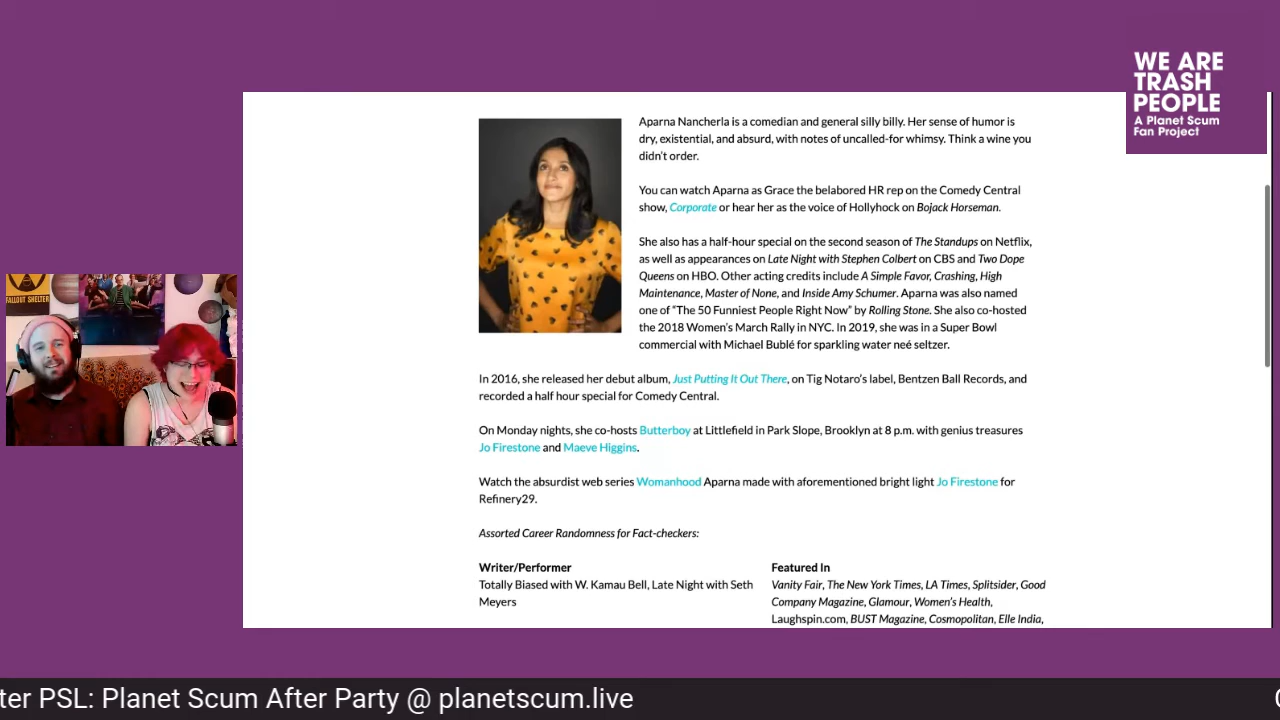 WE ARE
TRASH
PEOPLE
A Planet Scum
Fan Project
Aparna Nancherla is a comedian and general silly billy. Her sense of humor is
dry, existential, and absurd, with notes of uncalled-for whimsy. Think a wine you
didn't order.
You can watch Aparna as Grace the belabored HR rep on the Comedy Central
show, Corporate or hear her as the voice of Hollyhock on Bojack Horseman.
She also has a half-hour special on the second season of The Standups on Netflix,
as well as appearances on Late Night with Stephen Colbert on CBS and Two Dope
Queens on HBO. Other acting credits include A Simple Favor, Crashing, High
Maintenance, Master of None, and Inside Amy Schumer. Aparna was also named
one of "The 50 Funniest People Right Now" by Rolling Stone. She also co-hosted
the 2018 Women's March Rally in NYC. In 2019, she was in a Super Bowl
commercial with Michael Bublé for sparkling water neé seltzer.
In 2016, she released her debut album, Just Putting It Out There, on Tig Notaro's label, Bentzen Ball Records, and
recorded a half hour special for Comedy Central.
On Monday nights, she co-hosts Butterboy at Littlefield in Park Slope, Brooklyn at 8 p.m. with genius treasures
Jo Firestone and Maeve Higgins.
Watch the absurdist web series Womanhood Aparna made with aforementioned bright light Jo Firestone for
Refinery29.
Assorted Career Randomness for Fact-checkers:
Writer/Performer
Totally Biased with W. Kamau Bell, Late Night with Seth
Meyers
Featured In
Vanity Fair, The New York Times, LA Times, Splitsider, Good
Company Magazine, Glamour, Women's Health,
Laughspin.com, BUST Magazine, Cosmopolitan, Elle India,
FALLOUT SHELTER
ter PSL: Planet Scum After Party @ planetscum.live